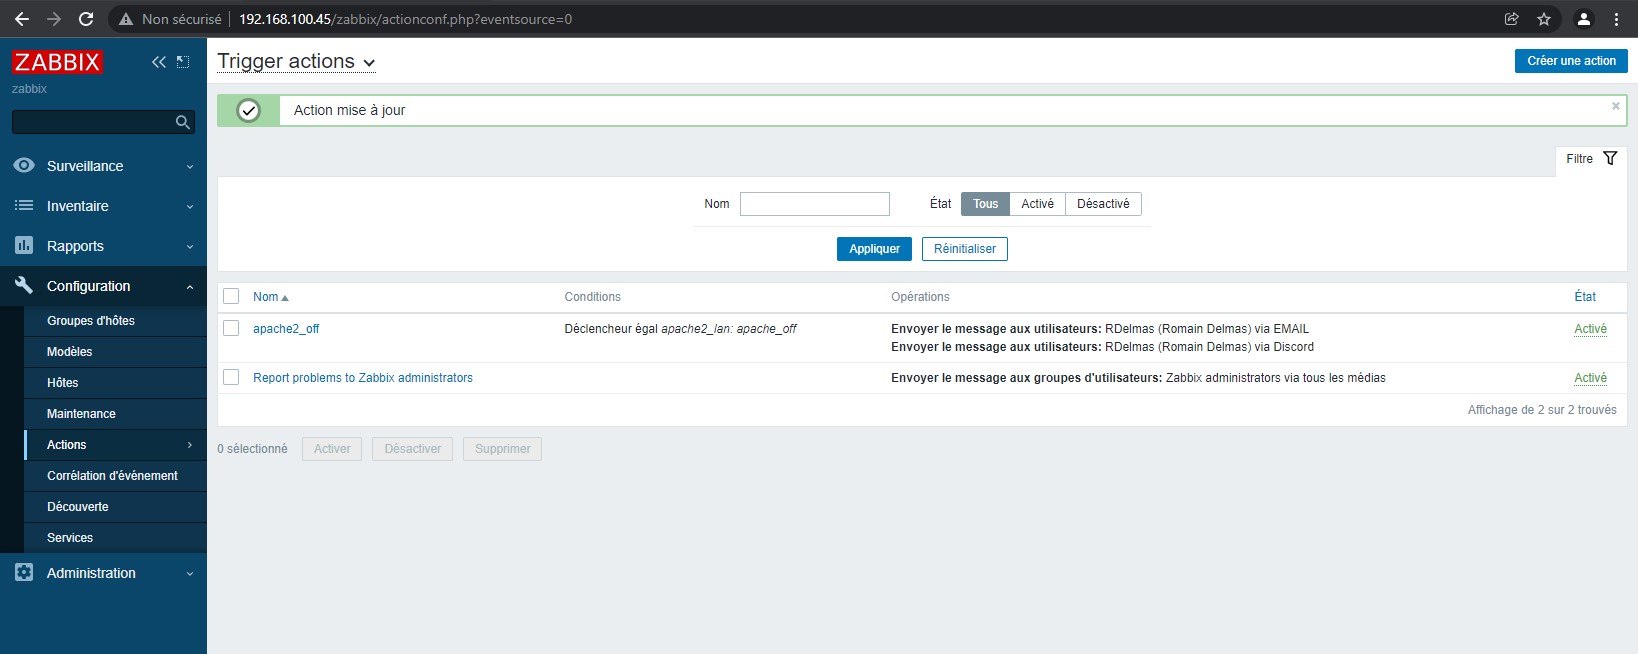 Non sécurisé 192.168.100.45/zabbix/actionconf.php?eventsource=0
ZABBIX
zabbix
Surveillance
Inventaire
Rapports
Configuration
Groupes d'hôtes
Modèles
Hôtes
Maintenance
Actions
Corrélation d'événement
Découverte
Services
Administration
Trigger actions
Créer une action
Action mise à jour
Filtre
Nom État Tous Activé Désactivé
Appliquer Réinitialiser
Nom Conditions Opérations État
apache2_off Déclencheur égal apache2_lan: apache_off Envoyer le message aux utilisateurs: RDelmas (Romain Delmas) via EMAIL Activé
Envoyer le message aux utilisateurs: RDelmas (Romain Delmas) via Discord
Report problems to Zabbix administrators Envoyer le message aux groupes d'utilisateurs: Zabbix administrators via tous les médias Activé
Affichage de 2 sur 2 trouvés
0 sélectionné Activer Désactiver Supprimer